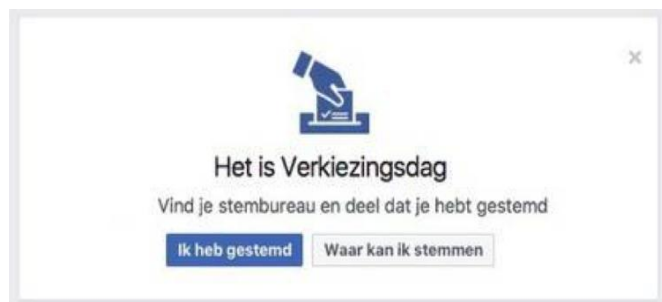 Het is Verkiezingsdag
Vind je stembureau en deel dat je hebt gestemd
Ik heb gestemd Waar kan ik stemmen